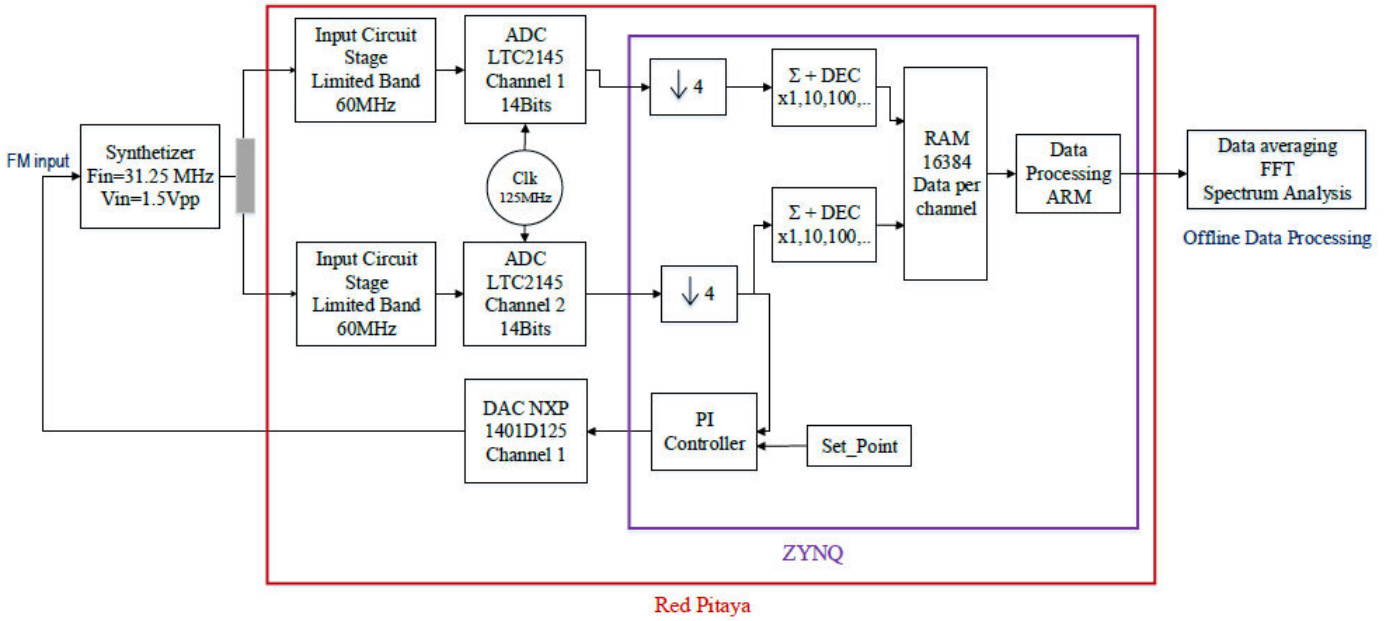 Input Circuit
Stage
Limited Band
60MHz
ADC
LTC2145
Channel 1
14Bits
↓ 4
Σ + DEC
x1,10,100,..
RAM
16384
Data per
channel
Data
Processing
ARM
Data averaging
FFT
Spectrum Analysis
Offline Data Processing
FM input
Synthetizer
Fin=31.25 MHz
Vin=1.5Vpp
Clk
125MHz
Input Circuit
Stage
Limited Band
60MHz
ADC
LTC2145
Channel 2
14Bits
↓ 4
Σ + DEC
x1,10,100,..
DAC NXP
1401D125
Channel 1
PI
Controller
Set_Point
ZYNQ
Red Pitaya